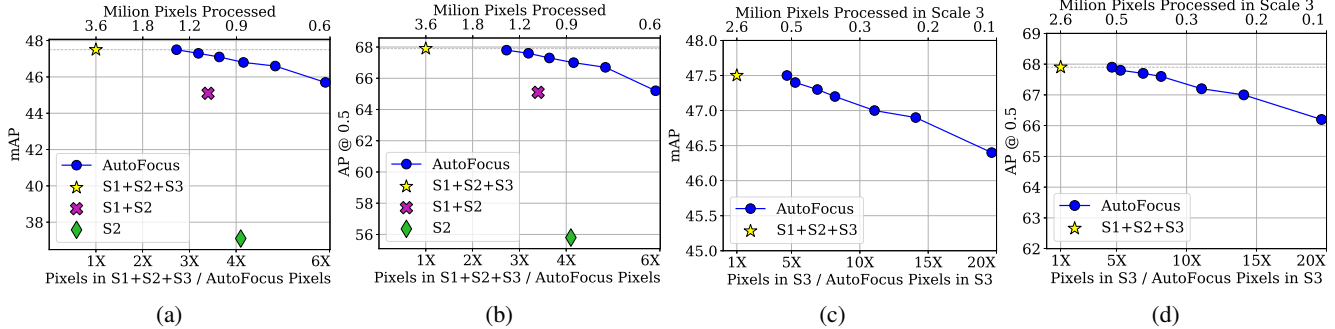 Milion Pixels Processed
3.6 1.8 1.2 0.9 0.6
48
46
44
42
40
38
mAP
AutoFocus
S1+S2+S3
S1+S2
S2
1X 2X 3X 4X 6X
Pixels in S1+S2+S3 / AutoFocus Pixels
(a)
Milion Pixels Processed
3.6 1.8 1.2 0.9 0.6
68
66
64
62
60
58
56
AP @ 0.5
AutoFocus
S1+S2+S3
S1+S2
S2
1X 2X 3X 4X 6X
Pixels in S1+S2+S3 / AutoFocus Pixels
(b)
Milion Pixels Processed in Scale 3
2.6 0.5 0.3 0.2 0.1
48.0
47.5
47.0
46.5
46.0
45.5
45.0
mAP
AutoFocus
S1+S2+S3
1X 5X 10X 15X 20X
Pixels in S3 / AutoFocus Pixels in S3
(c)
Milion Pixels Processed in Scale 3
2.6 0.5 0.3 0.2 0.1
69
68
67
66
65
64
63
62
AP @ 0.5
AutoFocus
S1+S2+S3
1X 5X 10X 15X 20X
Pixels in S3 / AutoFocus Pixels in S3
(d)